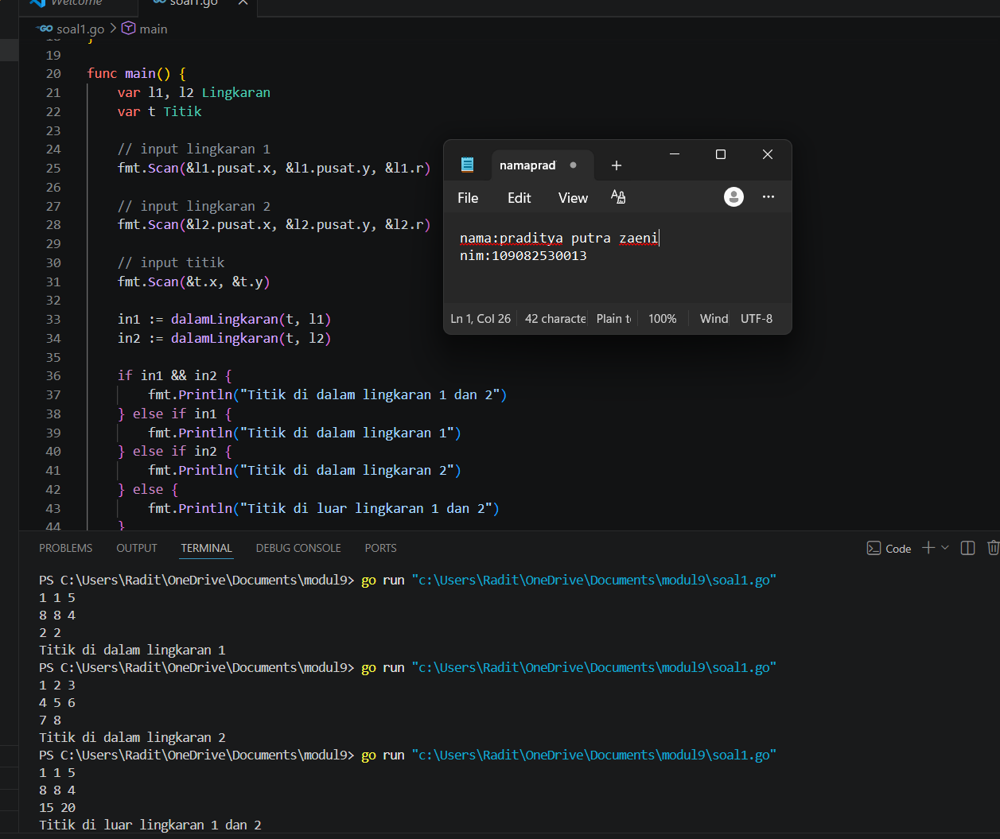 Welcome
soal1.go
soal1.go > main
18 }
19
20 func main() {
21 var l1, l2 Lingkaran
22 var t Titik
23
24 // input lingkaran 1
25 fmt.Scan(&l1.pusat.x, &l1.pusat.y, &l1.r)
26
27 // input lingkaran 2
28 fmt.Scan(&l2.pusat.x, &l2.pusat.y, &l2.r)
29
30 // input titik
31 fmt.Scan(&t.x, &t.y)
32
33 in1 := dalamLingkaran(t, l1)
34 in2 := dalamLingkaran(t, l2)
35
36 if in1 && in2 {
37 fmt.Println("Titik di dalam lingkaran 1 dan 2")
38 } else if in1 {
39 fmt.Println("Titik di dalam lingkaran 1")
40 } else if in2 {
41 fmt.Println("Titik di dalam lingkaran 2")
42 } else {
43 fmt.Println("Titik di luar lingkaran 1 dan 2")
44 }
namaprad
File Edit View
nama:praditya putra zaeni
nim:109082530013
Ln 1, Col 26 42 characte Plain t 100% Wind UTF-8
PROBLEMS OUTPUT TERMINAL DEBUG CONSOLE PORTS
Code
PS C:\Users\Radit\OneDrive\Documents\modul9> go run "c:\Users\Radit\OneDrive\Documents\modul9\soal1.go"
1 1 5
8 8 4
2 2
Titik di dalam lingkaran 1
PS C:\Users\Radit\OneDrive\Documents\modul9> go run "c:\Users\Radit\OneDrive\Documents\modul9\soal1.go"
1 2 3
4 5 6
7 8
Titik di dalam lingkaran 2
PS C:\Users\Radit\OneDrive\Documents\modul9> go run "c:\Users\Radit\OneDrive\Documents\modul9\soal1.go"
1 1 5
8 8 4
15 20
Titik di luar lingkaran 1 dan 2